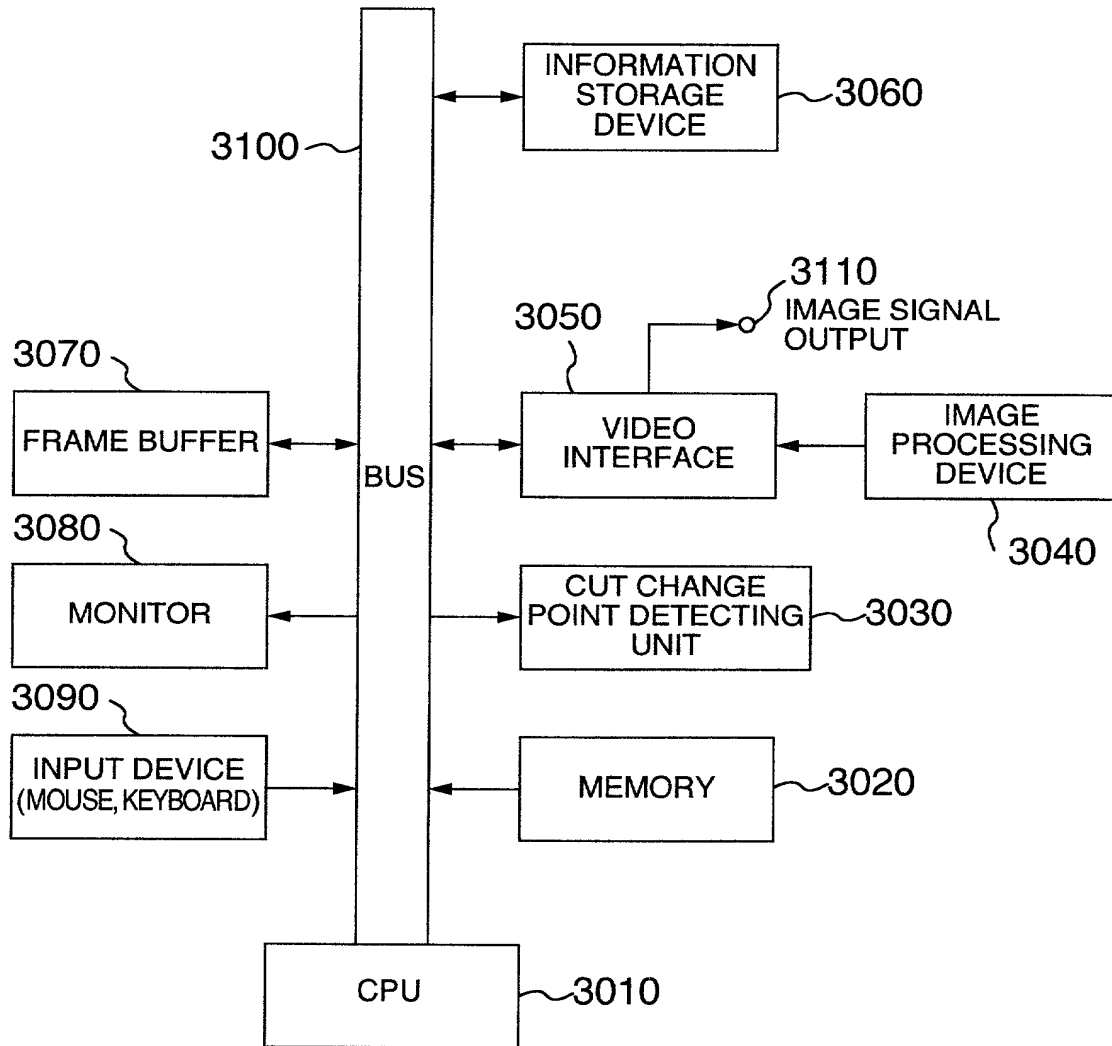 INFORMATION
STORAGE
DEVICE
3060
3100
3110
IMAGE SIGNAL
OUTPUT
3050
3070
FRAME BUFFER
BUS
VIDEO
INTERFACE
IMAGE
PROCESSING
DEVICE
3040
3080
MONITOR
CUT CHANGE
POINT DETECTING
UNIT
3030
3090
INPUT DEVICE
(MOUSE, KEYBOARD)
MEMORY
3020
CPU
3010